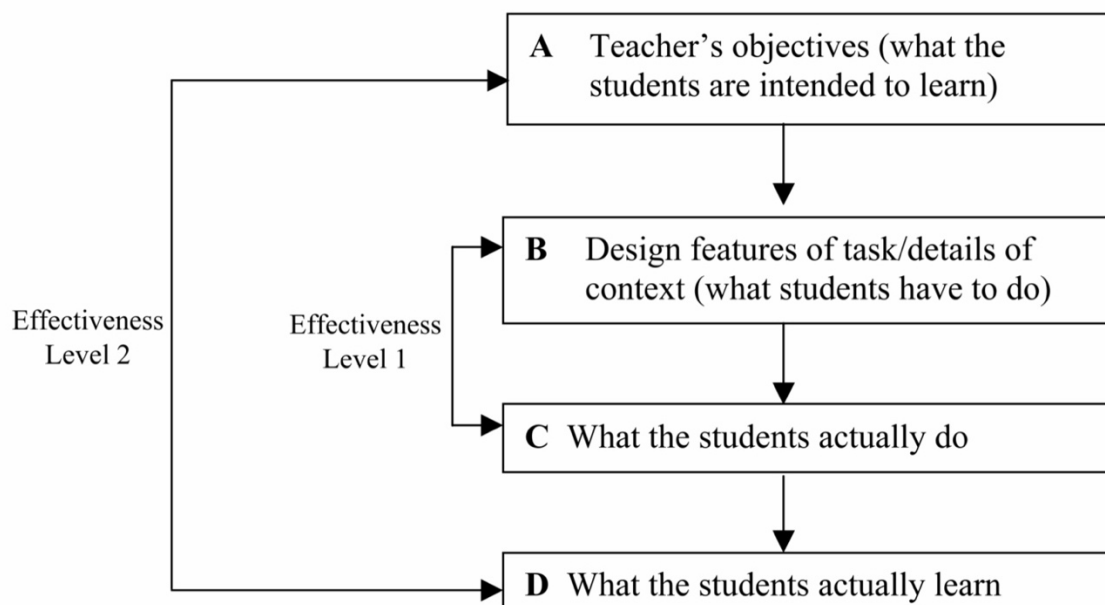 A Teacher's objectives (what the
students are intended to learn)
B Design features of task/details of
context (what students have to do)
Effectiveness
Level 2
Effectiveness
Level 1
C What the students actually do
D What the students actually learn